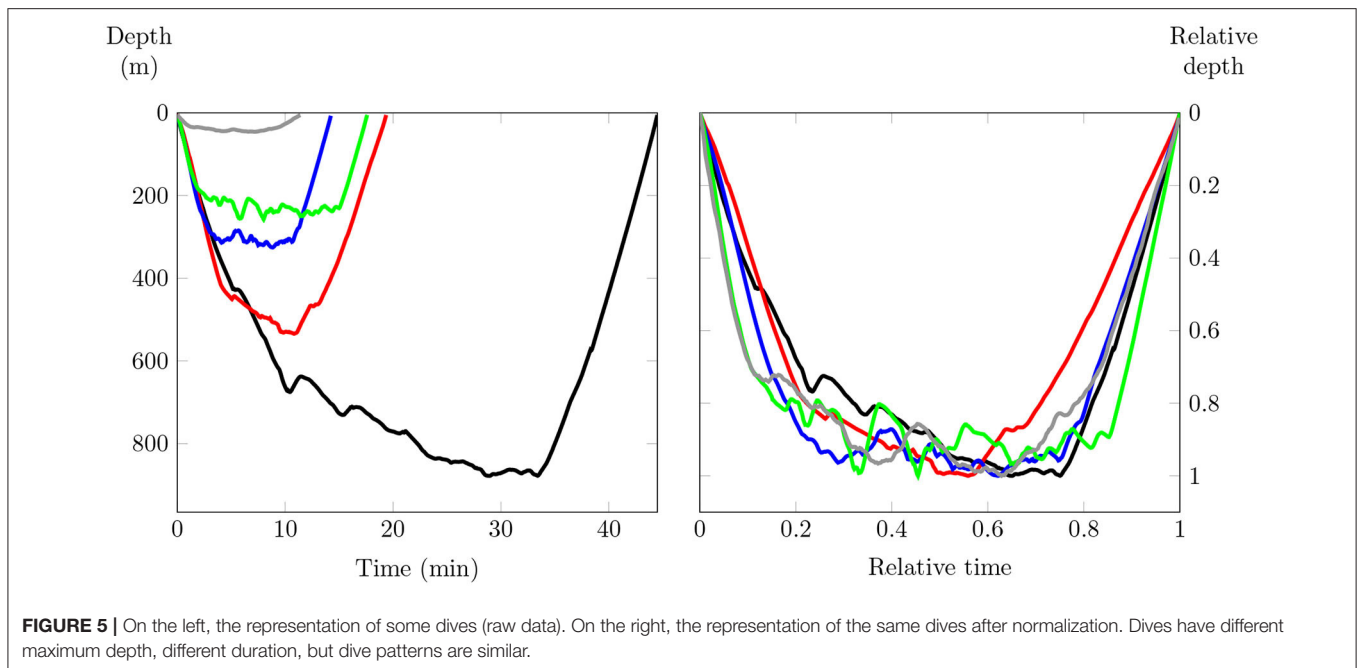 Depth
(m)
Relative
depth
0
200
400
600
800
0
0.2
0.4
0.6
0.8
1
0 10 20 30 40
0 0.2 0.4 0.6 0.8 1
Time (min)
Relative time
FIGURE 5 | On the left, the representation of some dives (raw data). On the right, the representation of the same dives after normalization. Dives have different
maximum depth, different duration, but dive patterns are similar.